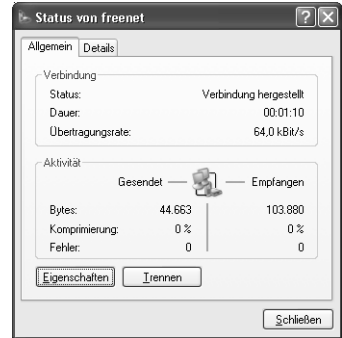 Status von freenet
Allgemein Details
Verbindung
Status: Verbindung hergestellt
Dauer: 00:01:10
Übertragungsrate: 64,0 kBit/s
Aktivität
Gesendet Empfangen
Bytes: 44.663 103.880
Komprimierung: 0 % 0 %
Fehler: 0 0
Eigenschaften Trennen
Schließen